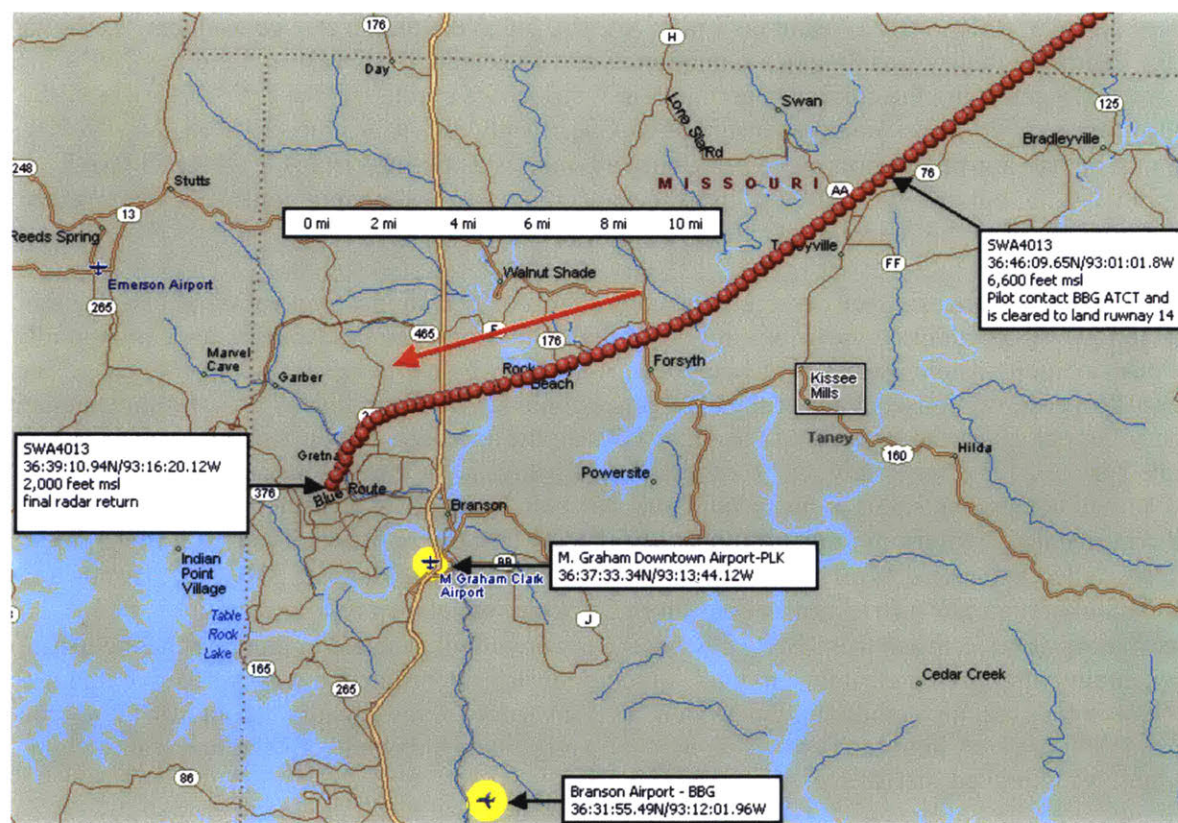 176
H
Day
Lone Star
Rd
Swan
125
Bradleyville
248
Stutts
MISSOURI
AA
76
13
0 mi 2 mi 4 mi 6 mi 8 mi 10 mi
Reeds Spring
SWA4013
36:46:09.65N/93:01:01.8W
6,600 feet msl
Pilot contact BBG ATCT and
is cleared to land ruwnay 14
Emerson Airport
Walnut Shade
FF
265
465
176
Marvel
Cave
Garber
Forsyth
Beach
Kissee
Mills
Taney
SWA4013
36:39:10.94N/93:16:20.12W
2,000 feet msl
final radar return
Gretna
160
Hilda
Powersite
376
Blue Route
Branson
Indian
Point
Village
BB
M. Graham Downtown Airport-PLK
36:37:33.34N/93:13:44.12W
M Graham Clark
Airport
Table
Rock
Lake
J
165
265
Cedar Creek
86
Branson Airport - BBG
36:31:55.49N/93:12:01.96W